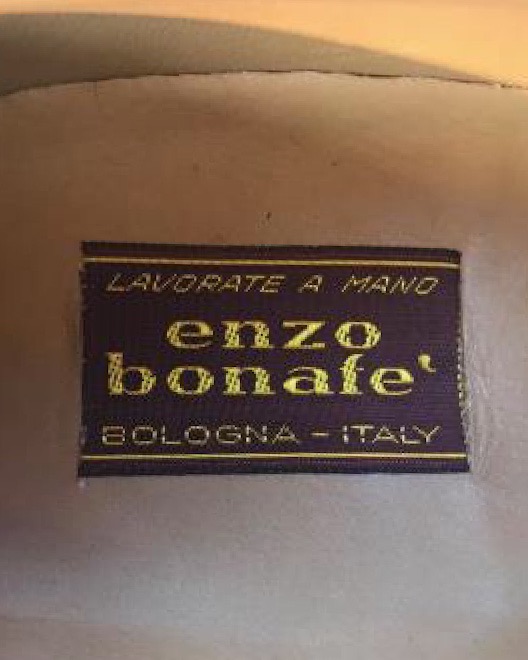 LAVORATE A MANO
enzo
bonafe'
BOLOGNA - ITALY